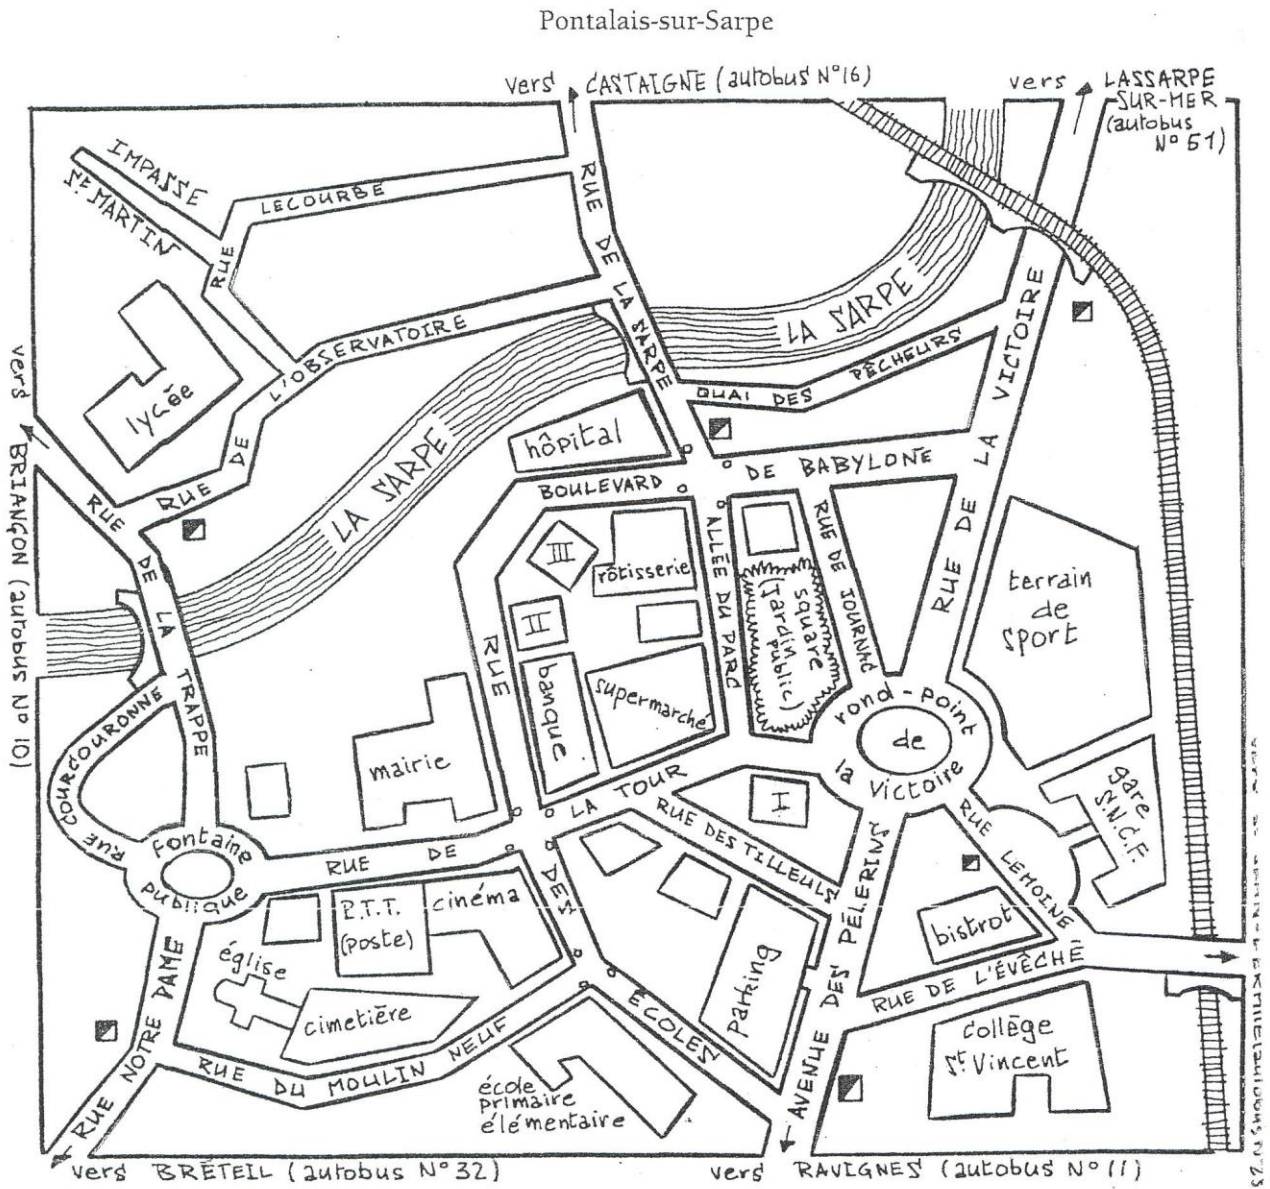 Pontalais-sur-Sarpe
vers CASTAIGNE (autobus N°16)
vers LASSARPE
SUR-MER
(autobus
N° 61)
IMPASSE
St MARTIN
RUE LECOURBE
RUE DE LA SARPE
LA SARPE
QUAI DES PÊCHEURS
RUE DE LA VICTOIRE
lycée
RUE DE L'OBSERVATOIRE
LA SARPE
vers BRIANÇON (autobus N° 10)
hôpital
BOULEVARD DE BABYLONE
RUE DE LA TRAPPE
III
rôtisserie
II
banque
supermarché
RUE
ALLÉE DU PARC
square
(Jardin
public)
RUE DE JOURNAC
terrain
de
sport
rond-point
de
la Victoire
gare
S.N.C.F.
mairie
RUE COURCOURONNE
Fontaine
publique
RUE DE LA TOUR
RUE DES TILLEULS
I
RUE LEMOINE
bistrot
RUE DE L'ÉVÊCHÉ
P.T.T.
(poste)
cinéma
église
cimetière
RUE NOTRE DAME
RUE DU MOULIN NEUF
RUE DES ÉCOLES
école
primaire
élémentaire
Parking
AVENUE DES PÉLERINS
collège
St Vincent
vers BRÉTEIL (autobus N°32)
vers RAVIGNES (autobus N° 11)